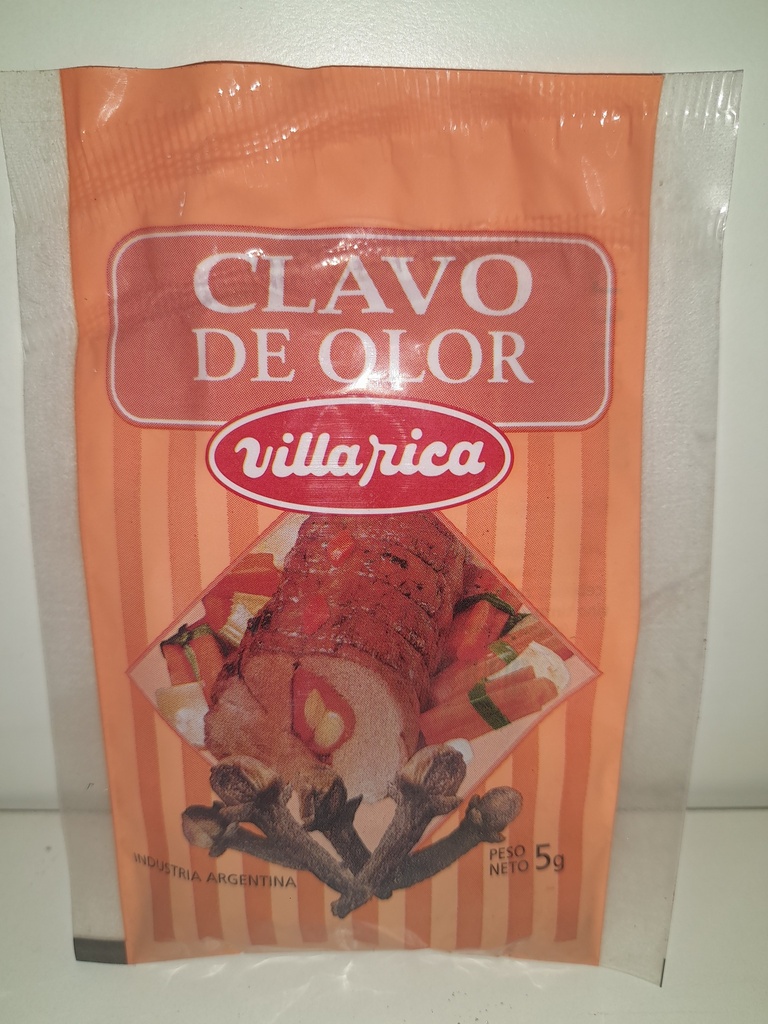 CLAVO
DE OLOR
Villa rica
INDUSTRIA ARGENTINA
PESO
NETO 5g